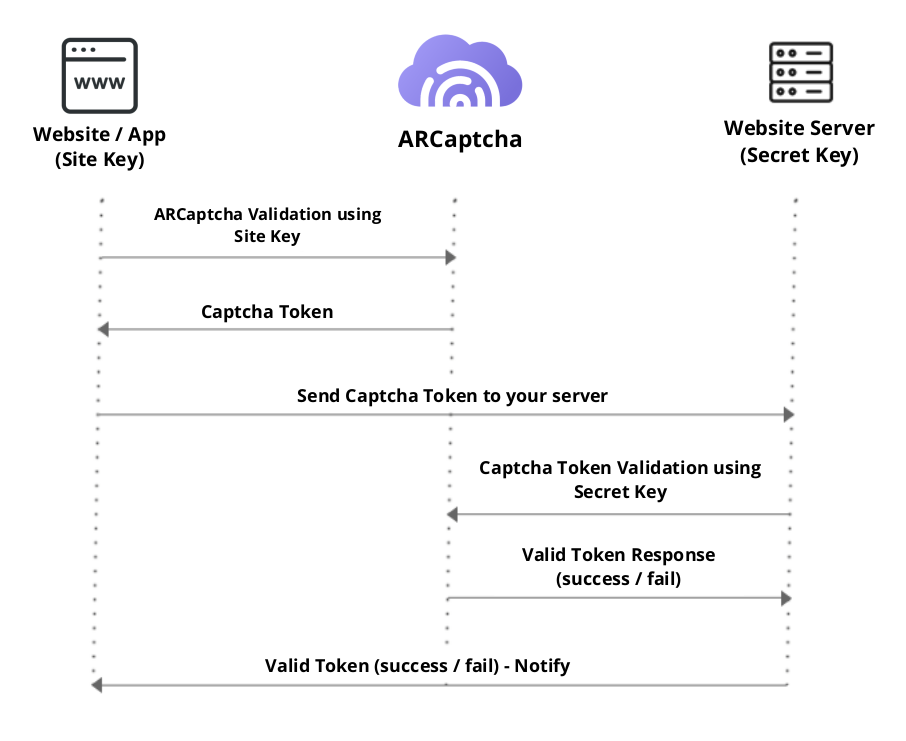 www
Website / App
(Site Key)
ARCaptcha
Website Server
(Secret Key)
ARCaptcha Validation using
Site Key
Captcha Token
Send Captcha Token to your server
Captcha Token Validation using
Secret Key
Valid Token Response
(success / fail)
Valid Token (success / fail) - Notify